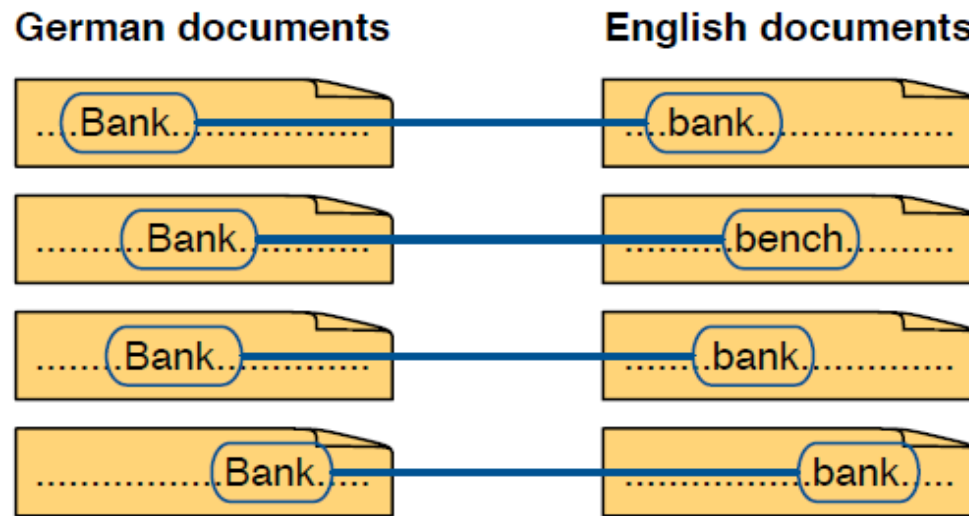 German documents English documents
....Bank.................. ....bank..................
..........Bank............ ..........bench..........
........Bank.............. ........bank..............
.................Bank..... .................bank.....